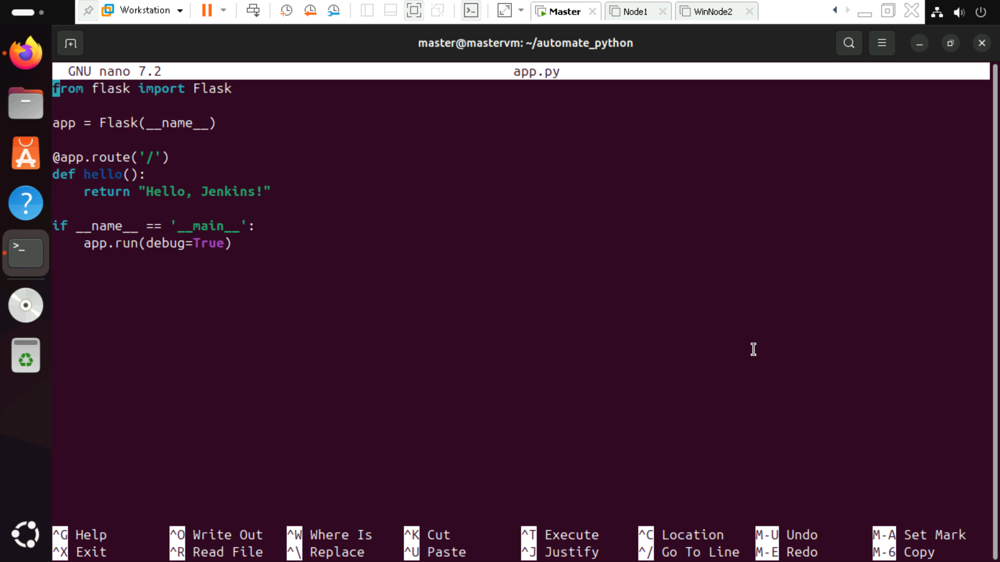 Workstation
Master
Node1
WinNode2
master@mastervm: ~/automate_python
GNU nano 7.2
app.py
from flask import Flask
app = Flask(__name__)
@app.route('/')
def hello():
    return "Hello, Jenkins!"
if __name__ == '__main__':
    app.run(debug=True)
^G Help ^O Write Out ^W Where Is ^K Cut ^T Execute ^C Location M-U Undo M-A Set Mark
^X Exit ^R Read File ^\ Replace ^U Paste ^J Justify ^/ Go To Line M-E Redo M-6 Copy